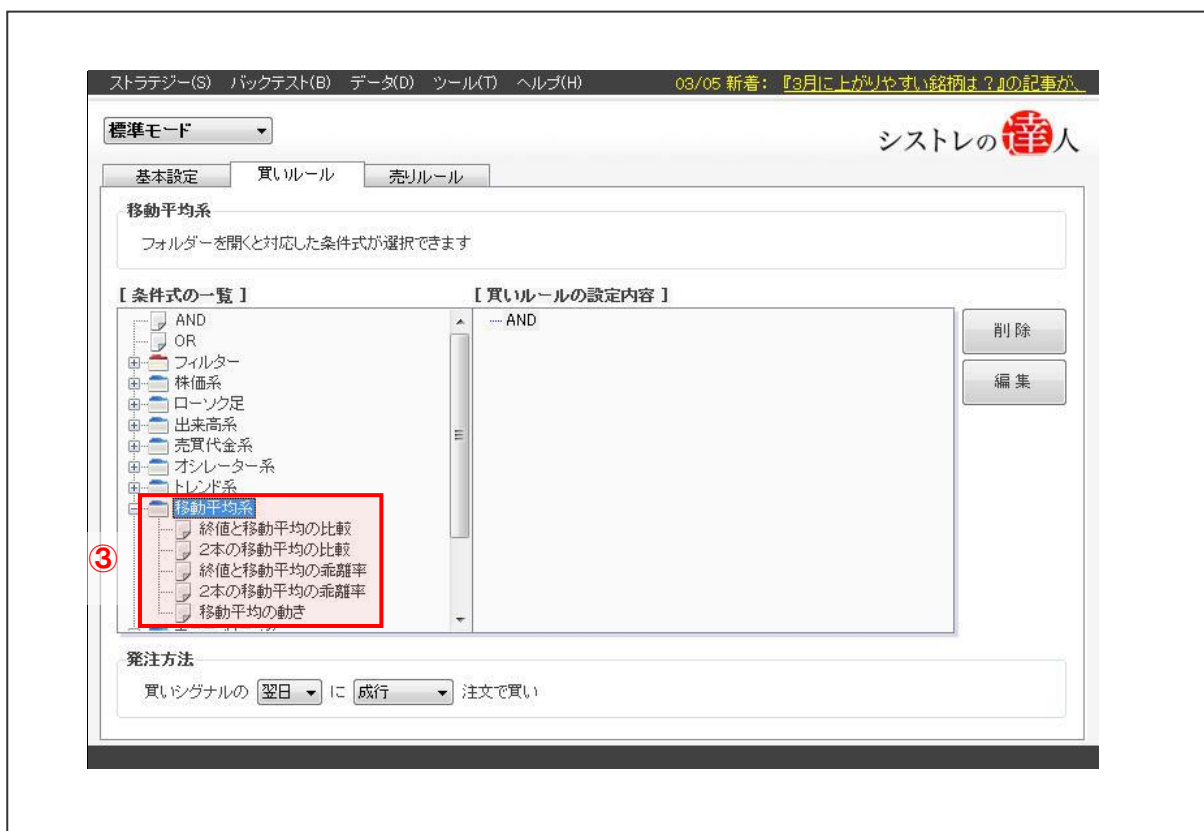 ストラテジー(S) バックテスト(B) データ(D) ツール(T) ヘルプ(H) 03/05 新着: 『3月に上がりやすい銘柄は？』の記事が、
標準モード
シストレの達人
基本設定 買いルール 売りルール
移動平均系
フォルダーを開くと対応した条件式が選択できます
[ 条件式の一覧 ] [ 買いルールの設定内容 ]
AND AND
OR
フィルター
株価系
ローソク足
出来高系
売買代金系
オシレーター系
トレンド系
移動平均系
終値と移動平均の比較
2本の移動平均の比較
終値と移動平均の乖離率
2本の移動平均の乖離率
移動平均の動き
③
削除
編集
発注方法
買いシグナルの 翌日 に 成行 注文で買い